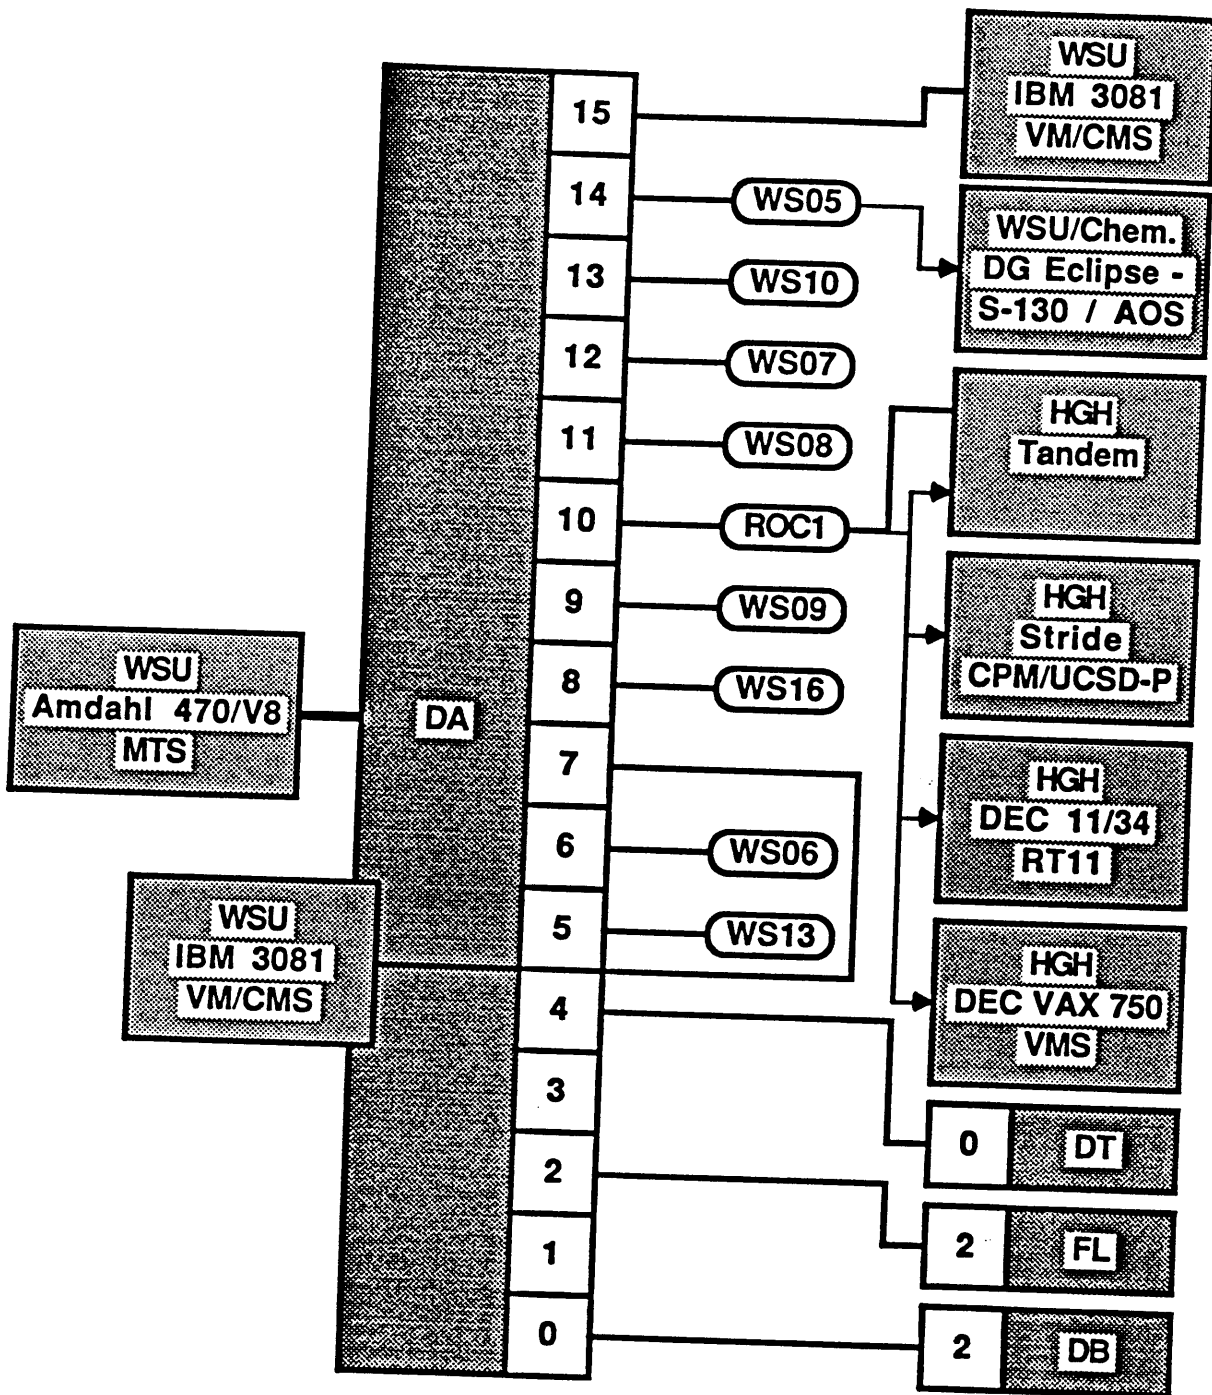 WSU
IBM 3081
VM/CMS
15
14
WS05
WSU/Chem.
DG Eclipse -
S-130 / AOS
13
WS10
12
WS07
HGH
Tandem
11
WS08
10
ROC1
9
WS09
HGH
Stride
CPM/UCSD-P
WSU
Amdahl 470/V8
MTS
DA
8
WS16
7
HGH
DEC 11/34
RT11
6
WS06
WSU
IBM 3081
VM/CMS
5
WS13
HGH
DEC VAX 750
VMS
4
3
0
DT
2
2
FL
1
0
2
DB